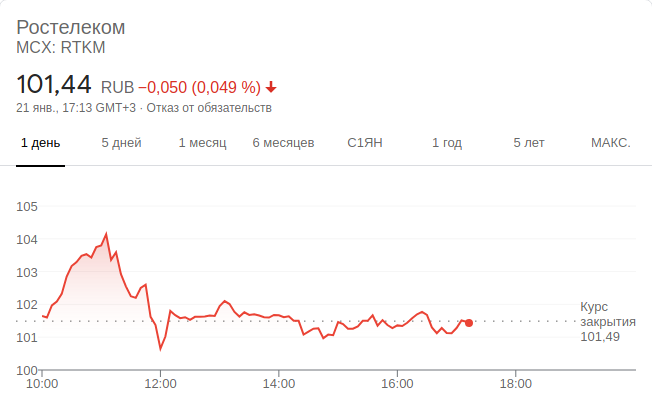 Ростелеком
MCX: RTKM
101,44 RUB −0,050 (0,049 %)
21 янв., 17:13 GMT+3 · Отказ от обязательств
1 день 5 дней 1 месяц 6 месяцев С1ЯН 1 год 5 лет МАКС.
105
104
103
102
101
100
Курс
закрытия
101,49
10:00 12:00 14:00 16:00 18:00